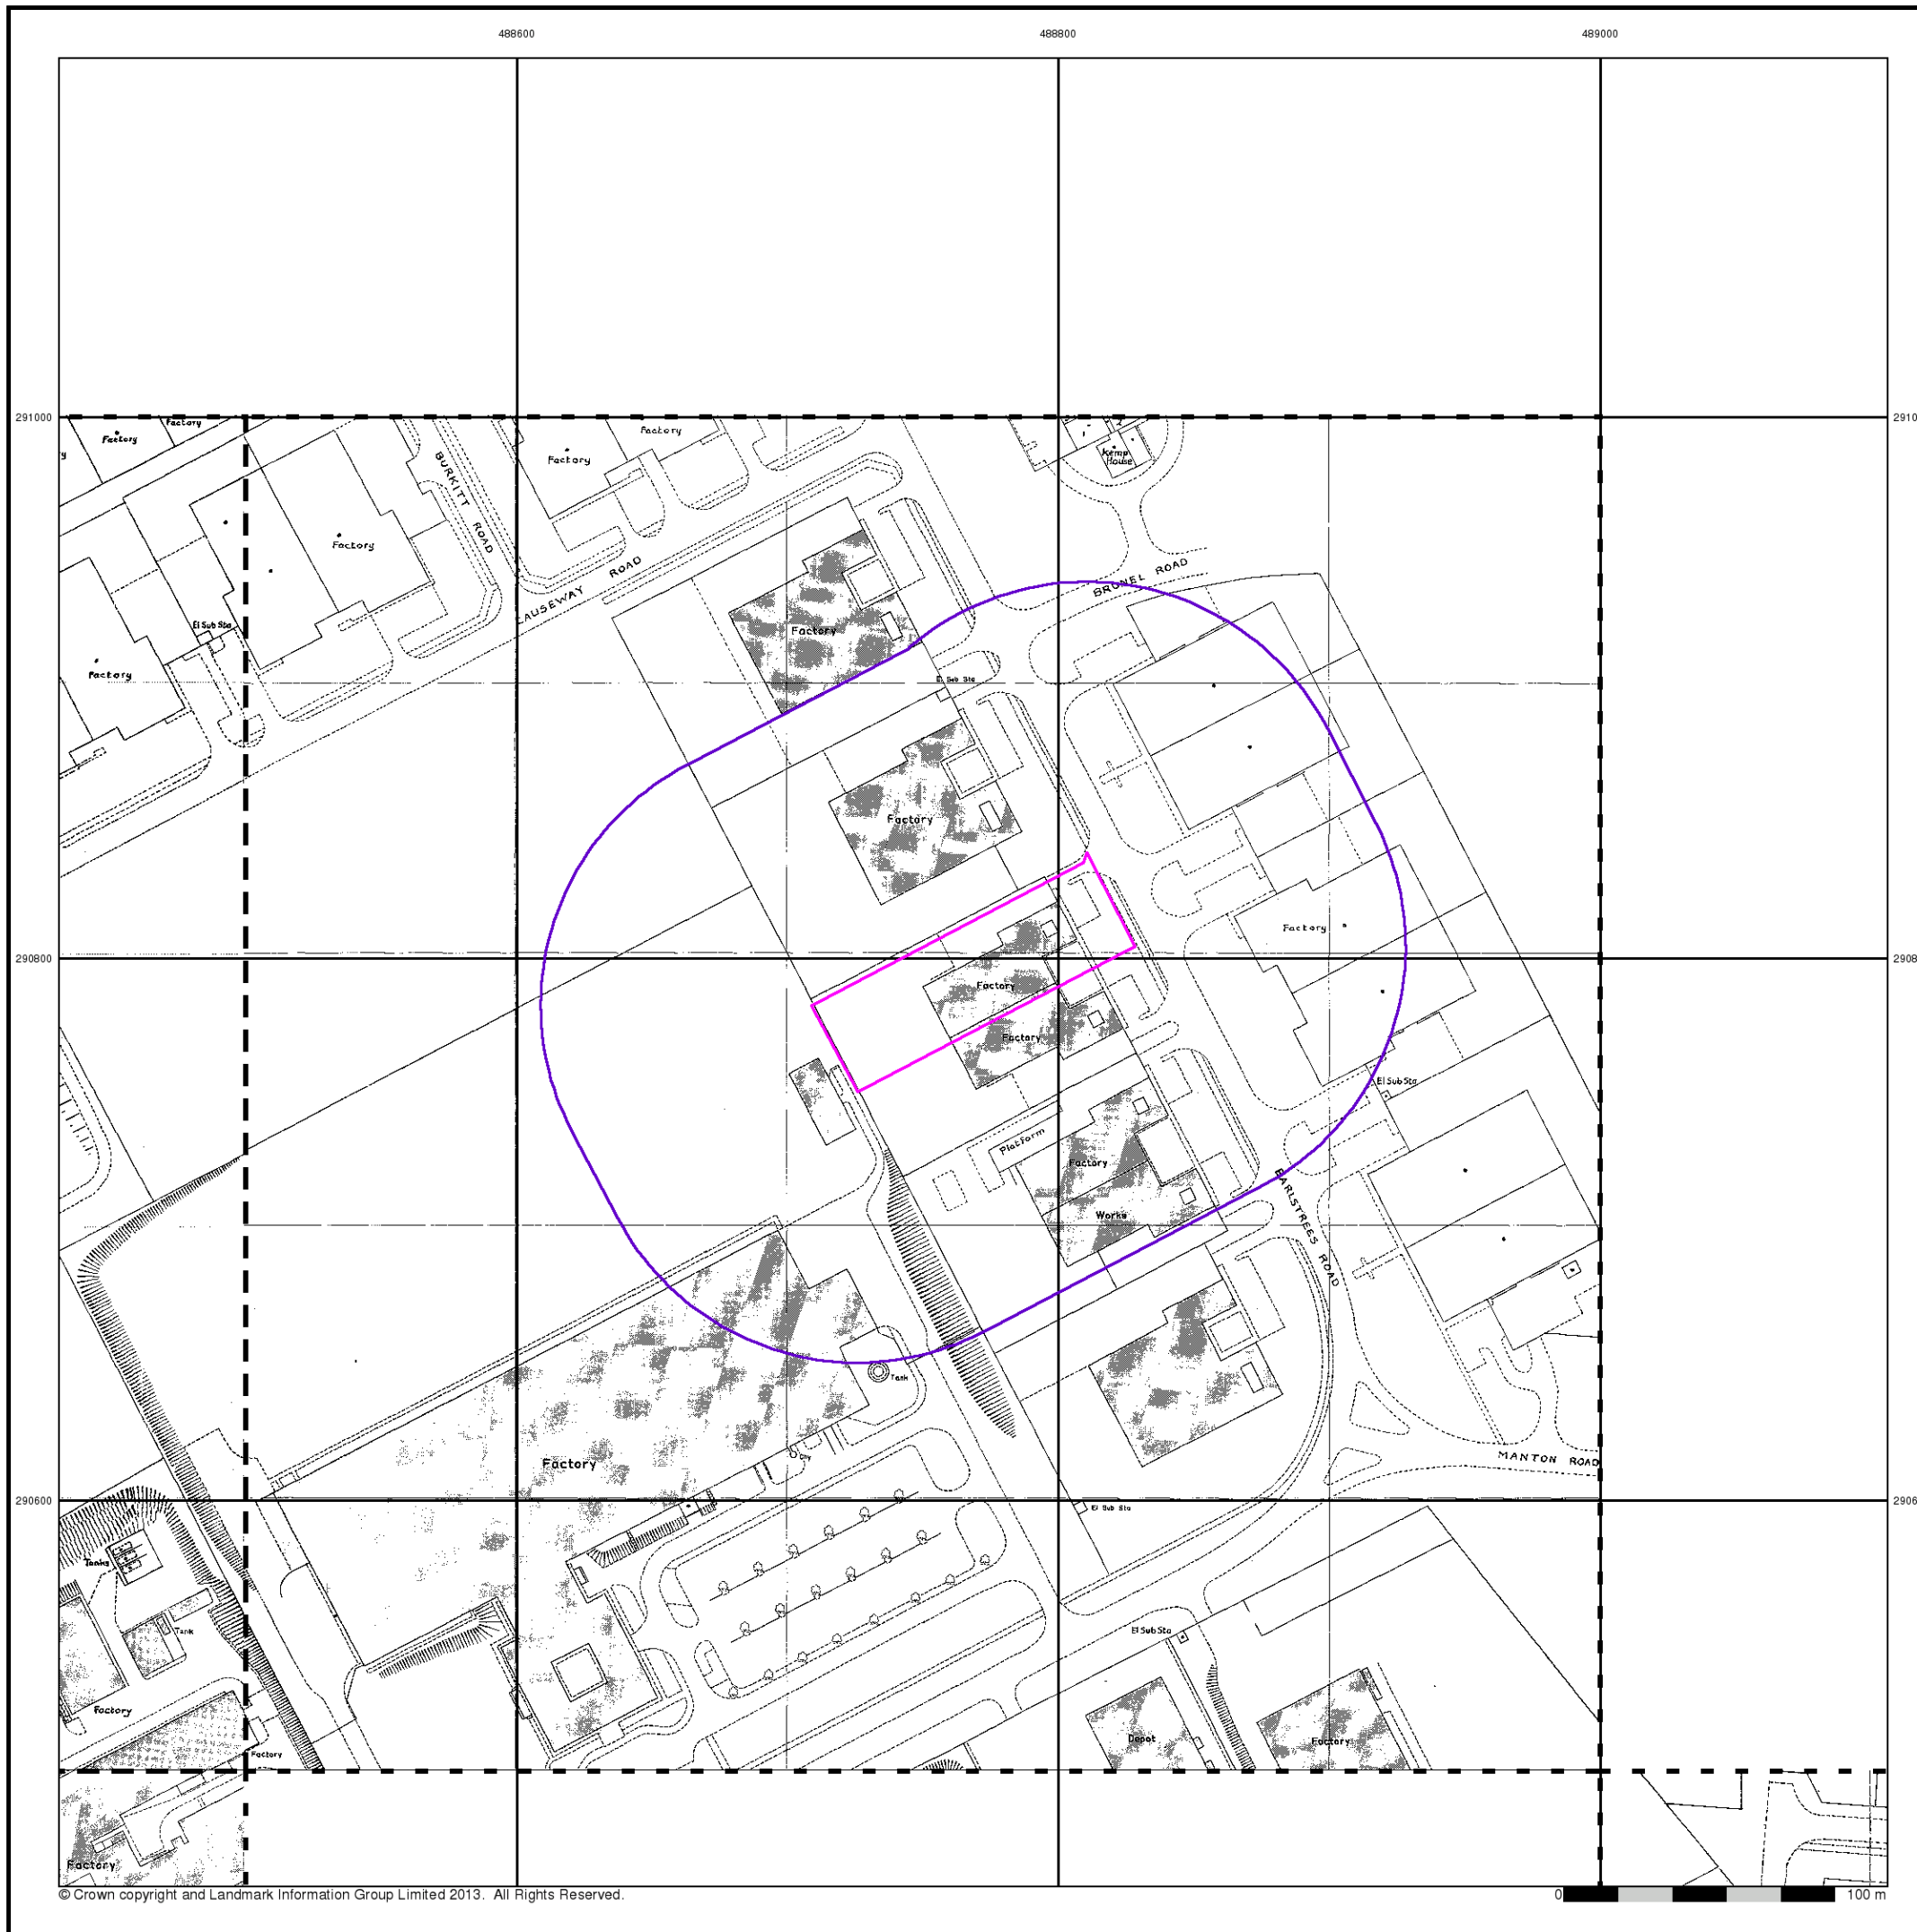 488600
488800
489000
291000
2910
Factory
Factory
Factory
Factory
Kemp
House
BURKITT ROAD
Factory
CAUSEWAY ROAD
BRUNEL ROAD
El Sub Sta
Factory
Factory
El Sub Sta
Factory
Factory
290800
2908
Factory
Factory
El Sub Sta
Platform
Factory
Works
EARLSTREES ROAD
Tank
Factory
MANTON ROAD
290600
2906
El Sub Sta
Tanks
Tank
El Sub Sta
Factory
Depot
Factory
Factory
Factory
© Crown copyright and Landmark Information Group Limited 2013. All Rights Reserved.
0
100 m